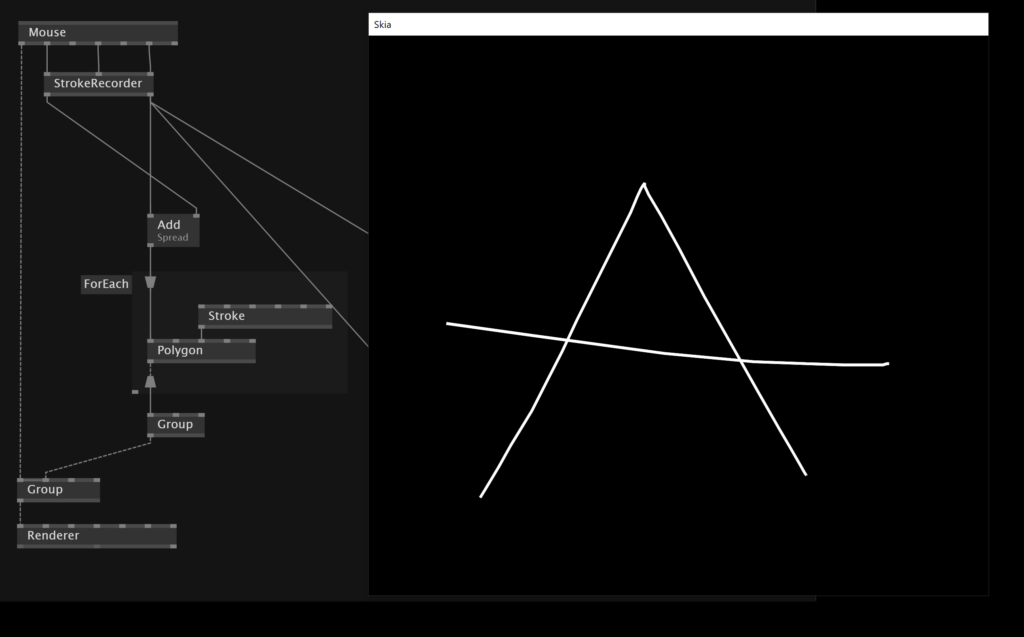 Mouse
StrokeRecorder
Add
Spread
ForEach
Stroke
Polygon
Group
Group
Renderer
Skia
A